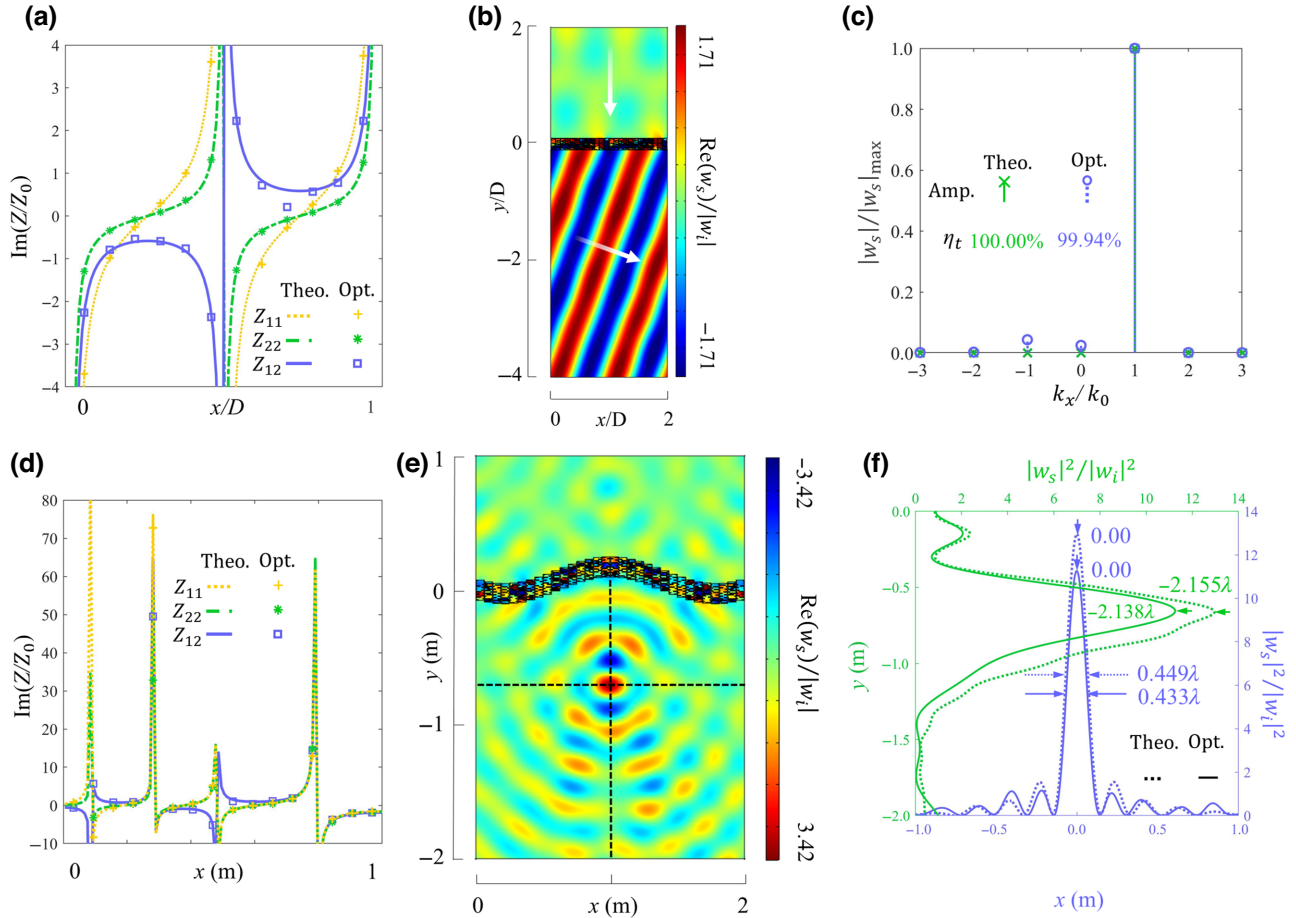 (a)
4
3
2
1
0
−1
−2
−3
−4
Im(Z/Z₀)
Theo. Opt.
Z₁₁
Z₂₂
Z₁₂
0
x/D
1
(b)
2
0
−2
−4
y/D
0
x/D
2
1.71
Re(wₛ)/|wᵢ|
−1.71
(c)
1.0
0.8
0.6
0.4
0.2
0.0
|wₛ|/|wₛ|max
Theo. Opt.
Amp.
ηₜ 100.00% 99.94%
−3 −2 −1 0 1 2 3
kₓ/k₀
(d)
80
70
60
50
40
30
20
10
0
−10
Im(Z/Z₀)
Theo. Opt.
Z₁₁
Z₂₂
Z₁₂
0
x (m)
1
(e)
1
0
−1
−2
y (m)
0
x (m)
2
−3.42
Re(wₛ)/|wᵢ|
3.42
(f)
|wₛ|²/|wᵢ|²
0 2 4 6 8 10 12 14
0.0
−0.5
−1.0
−1.5
−2.0
y (m)
0.00
0.00
−2.155λ
−2.138λ
0.449λ
0.433λ
Theo. Opt.
14
12
10
8
6
4
2
0
|wₛ|²/|wᵢ|²
−1.0 −0.5 0.0 0.5 1.0
x (m)